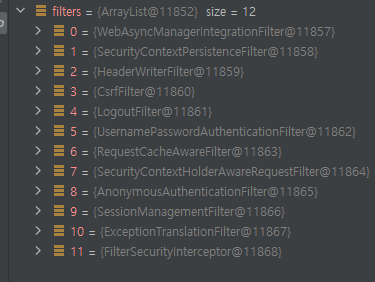 filters = {ArrayList@11852} size = 12
0 = {WebAsyncManagerIntegrationFilter@11857}
1 = {SecurityContextPersistenceFilter@11858}
2 = {HeaderWriterFilter@11859}
3 = {CsrfFilter@11860}
4 = {LogoutFilter@11861}
5 = {UsernamePasswordAuthenticationFilter@11862}
6 = {RequestCacheAwareFilter@11863}
7 = {SecurityContextHolderAwareRequestFilter@11864}
8 = {AnonymousAuthenticationFilter@11865}
9 = {SessionManagementFilter@11866}
10 = {ExceptionTranslationFilter@11867}
11 = {FilterSecurityInterceptor@11868}